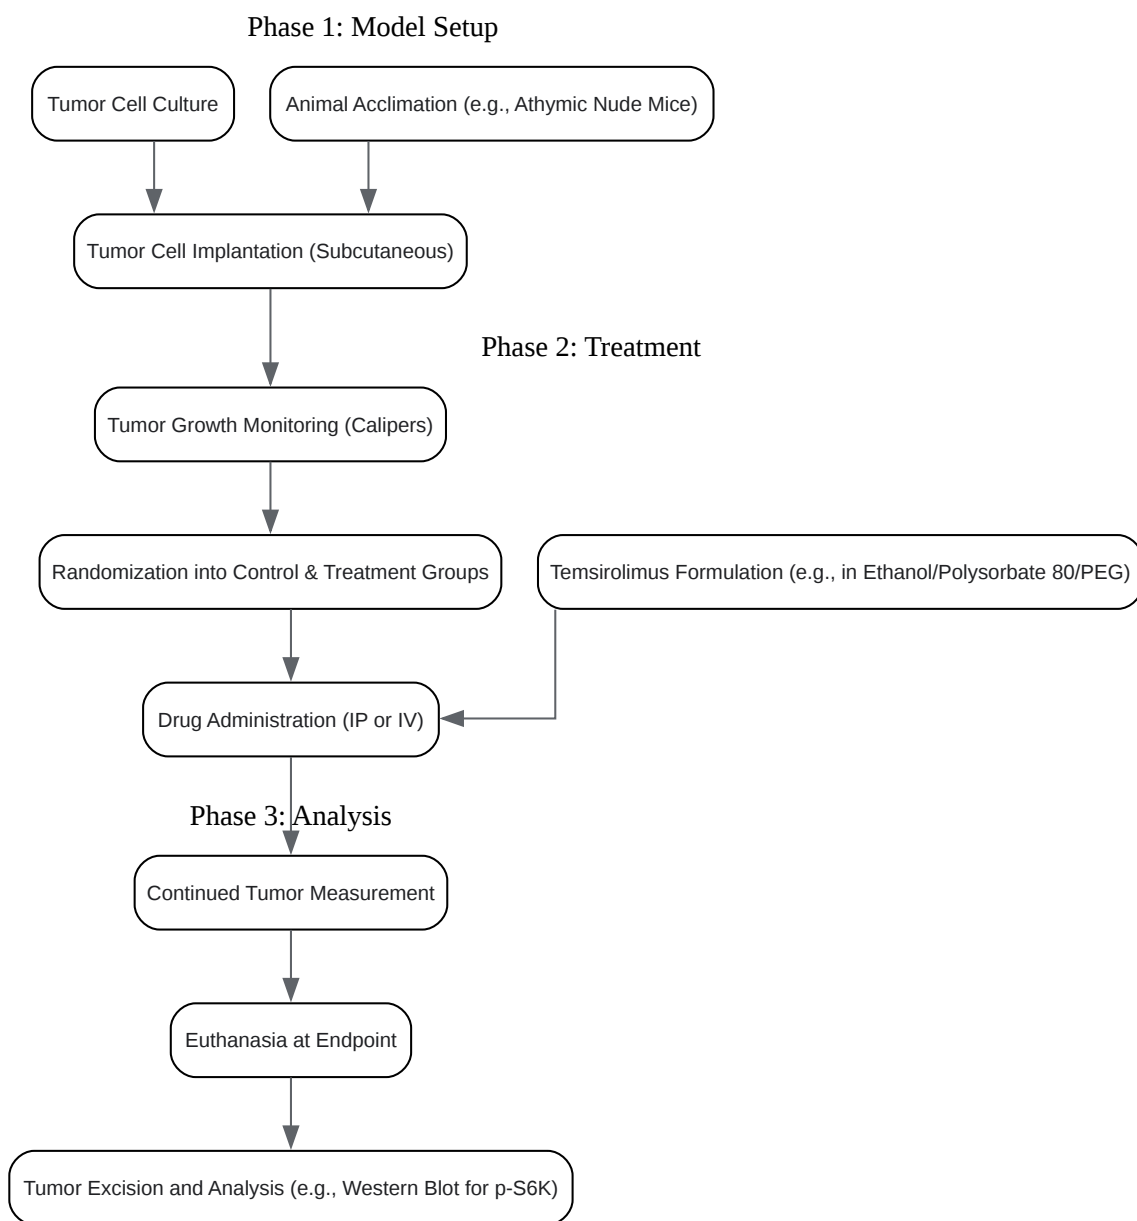 Phase 1: Model Setup
Tumor Cell Culture
Animal Acclimation (e.g., Athymic Nude Mice)
Tumor Cell Implantation (Subcutaneous)
Phase 2: Treatment
Tumor Growth Monitoring (Calipers)
Randomization into Control & Treatment Groups
Temsirolimus Formulation (e.g., in Ethanol/Polysorbate 80/PEG)
Drug Administration (IP or IV)
Phase 3: Analysis
Continued Tumor Measurement
Euthanasia at Endpoint
Tumor Excision and Analysis (e.g., Western Blot for p-S6K)